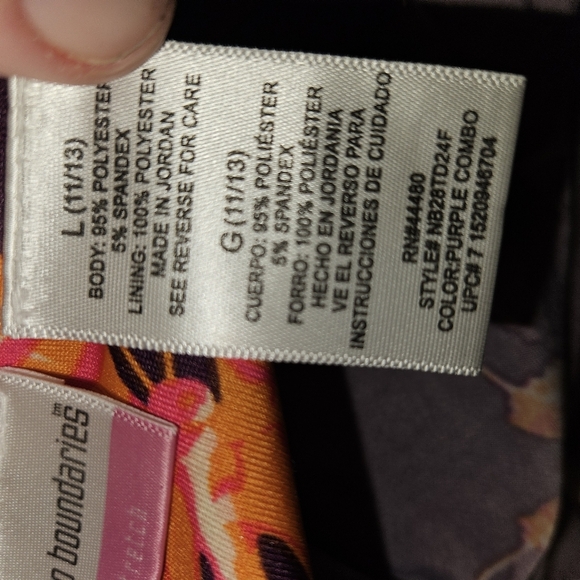 L (11/13)
BODY: 95% POLYESTER
5% SPANDEX
LINING: 100% POLYESTER
MADE IN JORDAN
SEE REVERSE FOR CARE
G (11/13)
CUERPO: 95% POLIÉSTER
5% SPANDEX
FORRO: 100% POLIÉSTER
HECHO EN JORDANIA
VE EL REVERSO PARA
INSTRUCCIONES DE CUIDADO
RN#44480
STYLE# NB28TD24F
COLOR:PURPLE COMBO
UPC# 7 1520946704
boundaries™